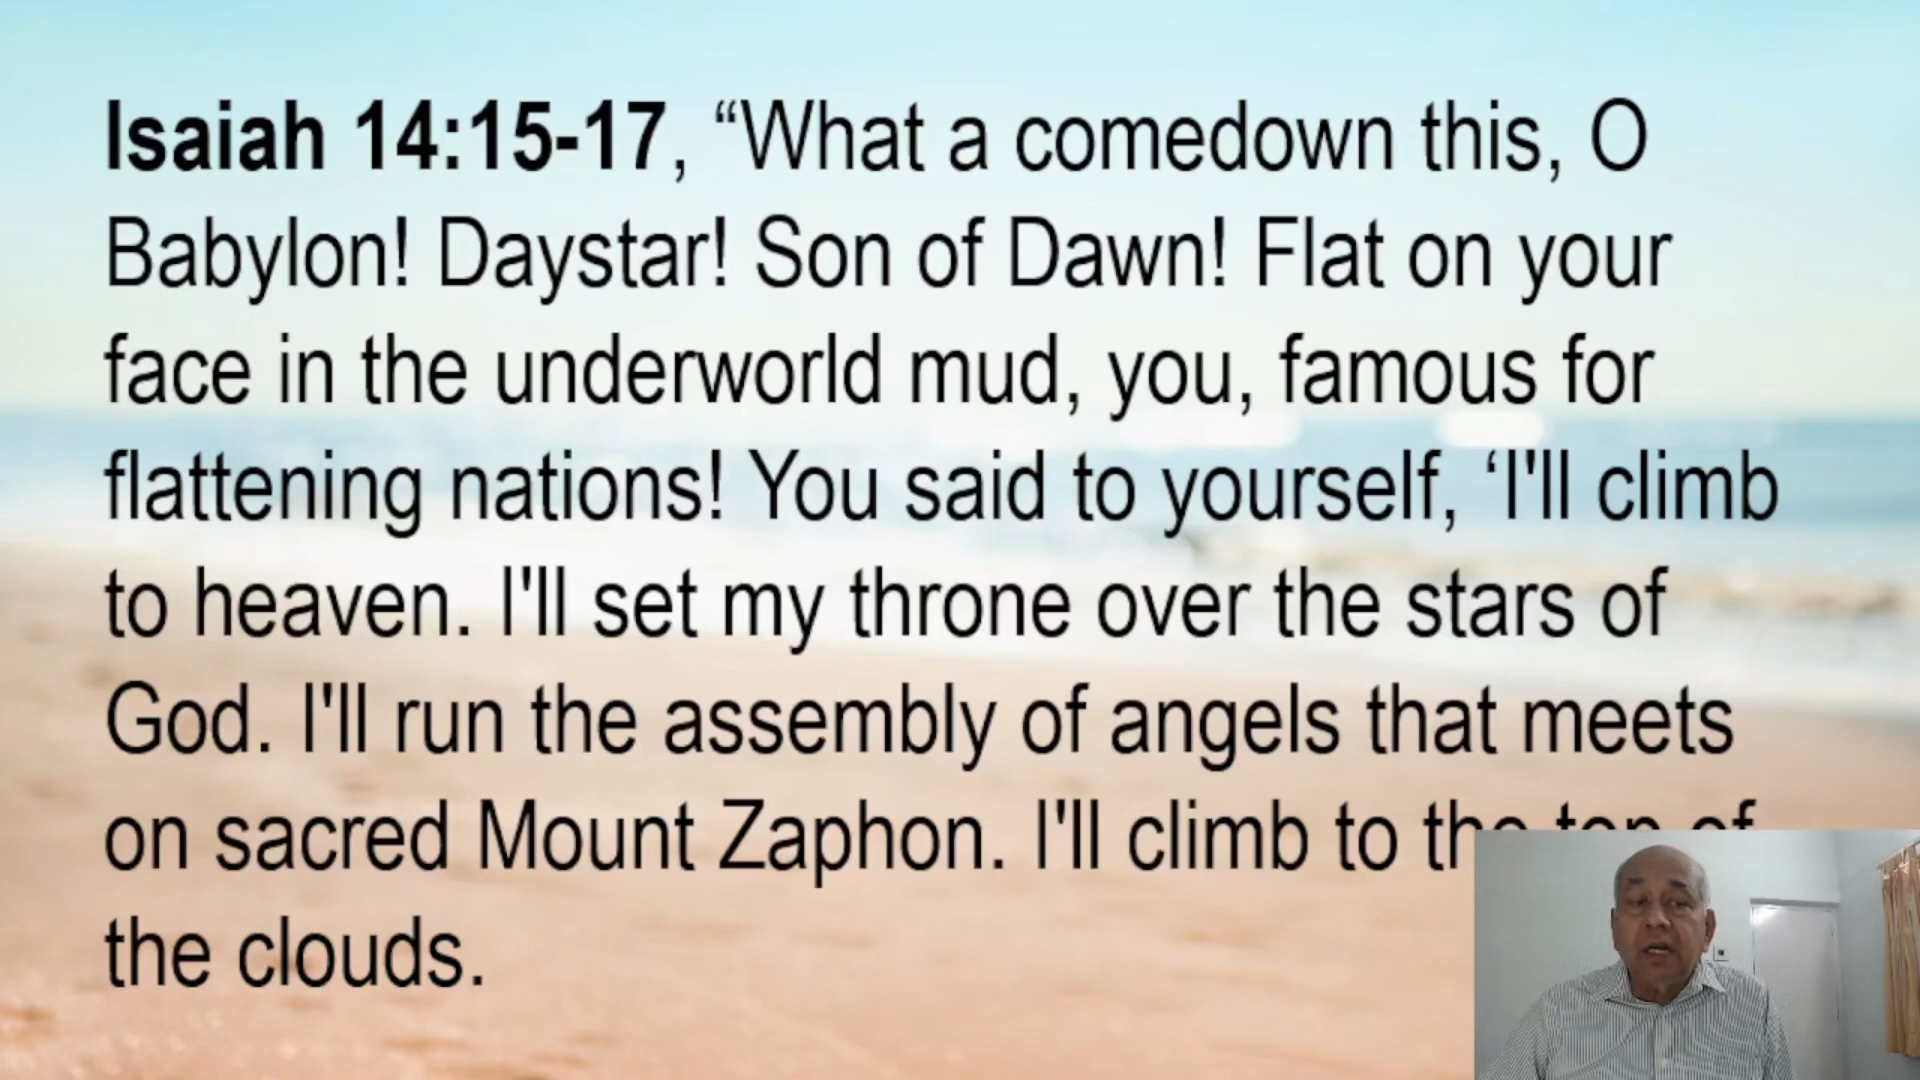 Isaiah 14:15-17, “What a comedown this, O
Babylon! Daystar! Son of Dawn! Flat on your
face in the underworld mud, you, famous for
flattening nations! You said to yourself, ‘I'll climb
to heaven. I'll set my throne over the stars of
God. I'll run the assembly of angels that meets
on sacred Mount Zaphon. I'll climb to the top of
the clouds.